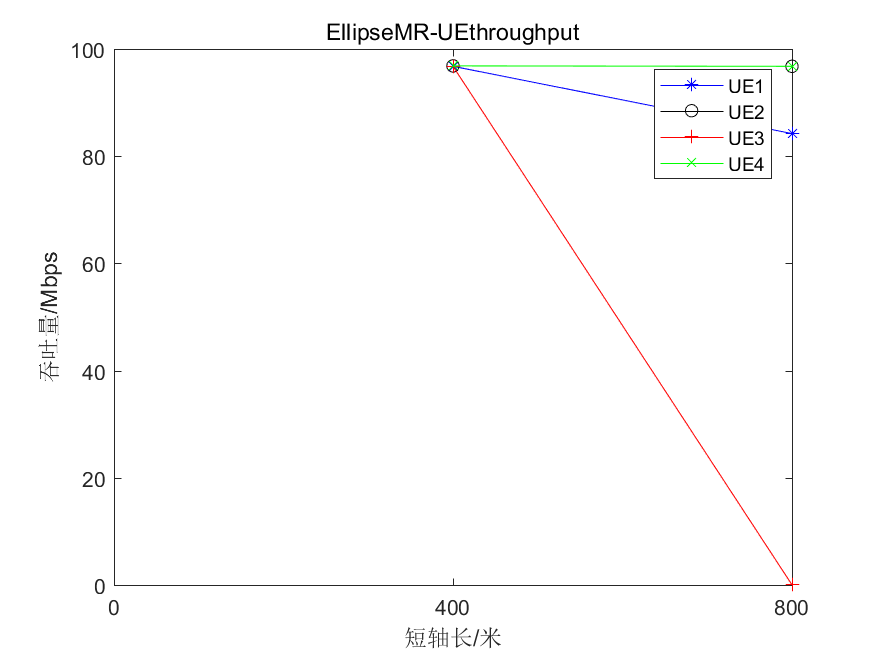 EllipseMR-UEthroughput
100
80
60
40
20
0
吞吐量/Mbps
UE1
UE2
UE3
UE4
0
400
800
短轴长/米